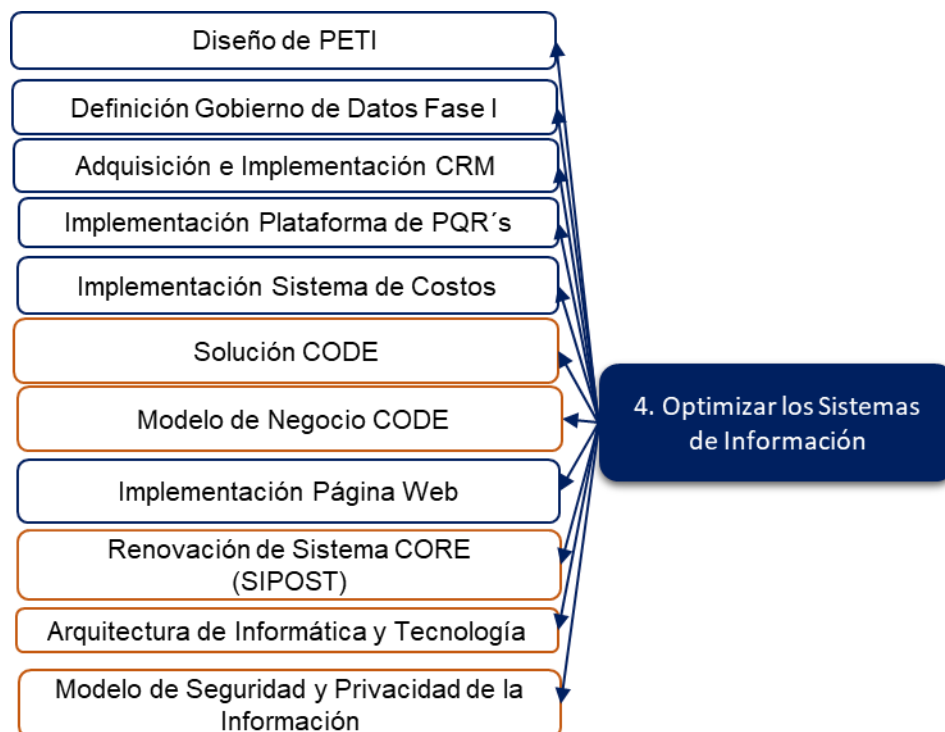 Diseño de PETI
Definición Gobierno de Datos Fase I
Adquisición e Implementación CRM
Implementación Plataforma de PQR´s
Implementación Sistema de Costos
Solución CODE
Modelo de Negocio CODE
Implementación Página Web
Renovación de Sistema CORE
(SIPOST)
Arquitectura de Informática y Tecnología
Modelo de Seguridad y Privacidad de la
Información
4. Optimizar los Sistemas
de Información